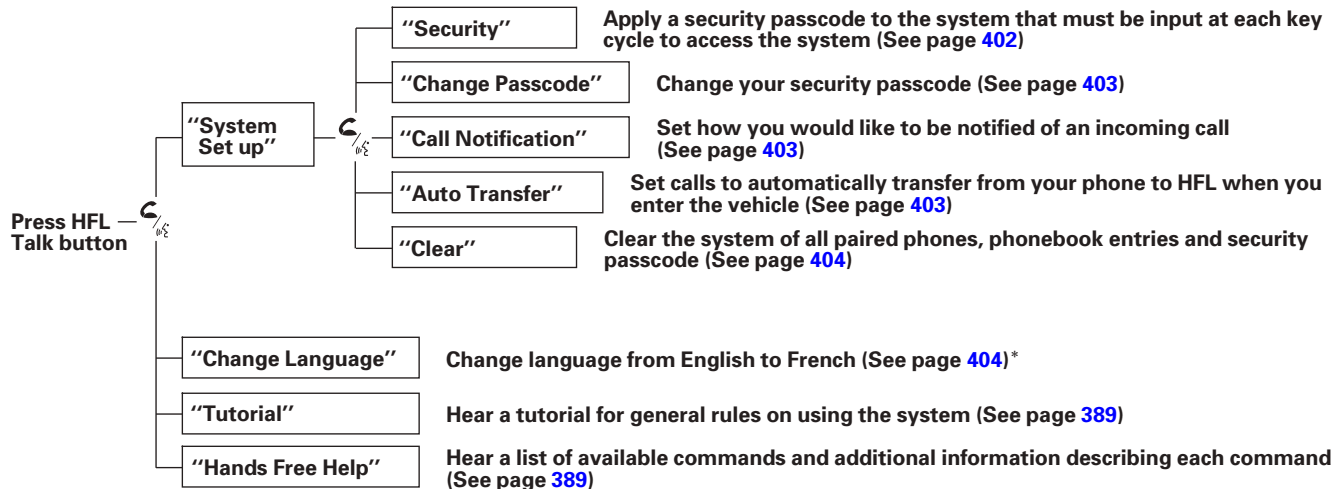 Press HFL
Talk button
''System
Set up''
''Security''
Apply a security passcode to the system that must be input at each key
cycle to access the system (See page 402)
''Change Passcode''
Change your security passcode (See page 403)
''Call Notification''
Set how you would like to be notified of an incoming call
(See page 403)
''Auto Transfer''
Set calls to automatically transfer from your phone to HFL when you
enter the vehicle (See page 403)
''Clear''
Clear the system of all paired phones, phonebook entries and security
passcode (See page 404)
''Change Language''
Change language from English to French (See page 404)*
''Tutorial''
Hear a tutorial for general rules on using the system (See page 389)
''Hands Free Help''
Hear a list of available commands and additional information describing each command
(See page 389)